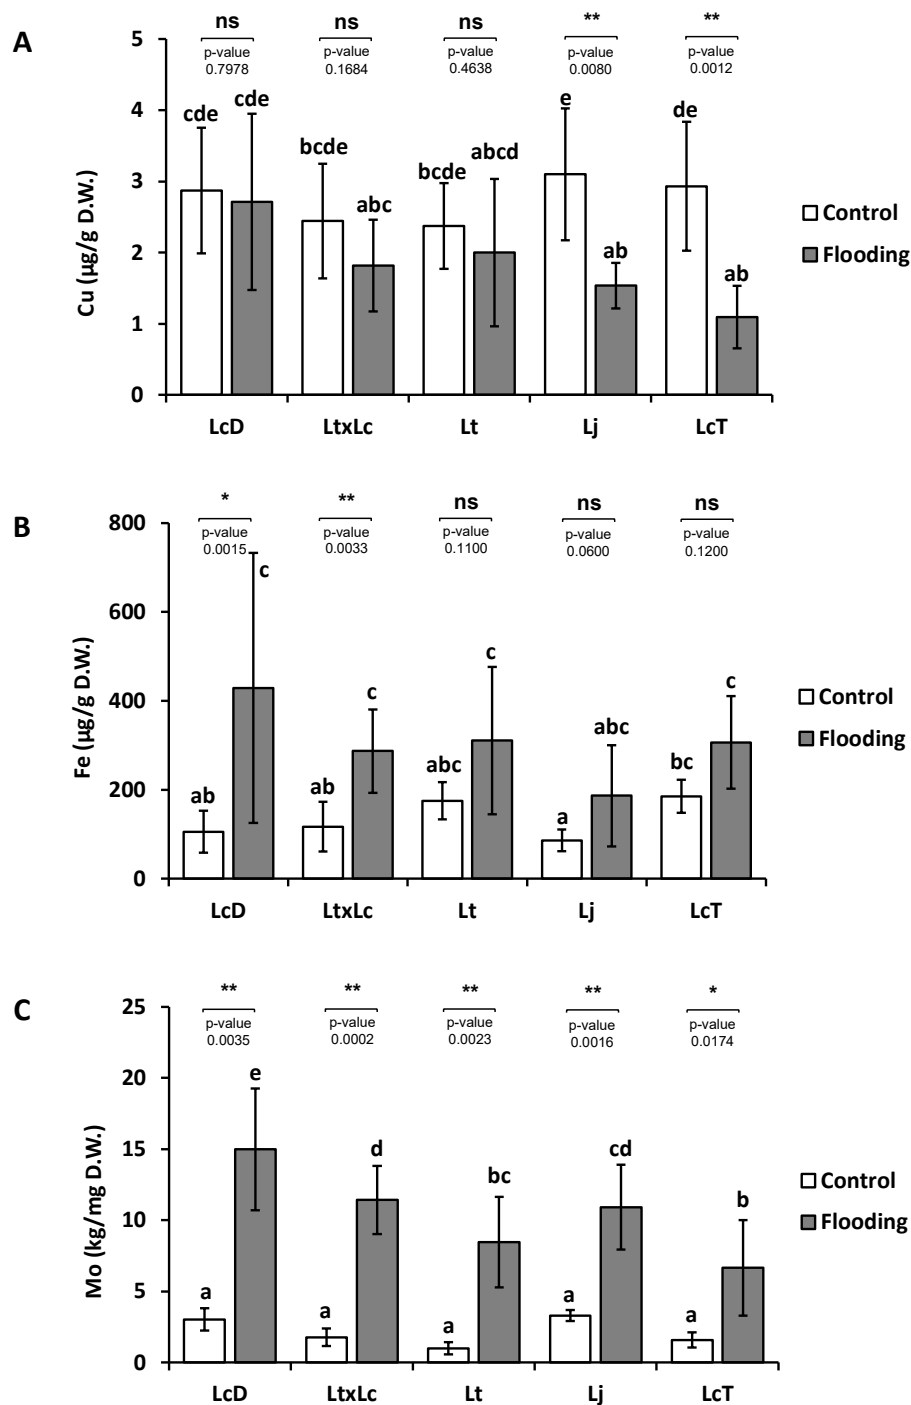 A
ns ns ns ** **
p-value p-value p-value p-value p-value
0.7978 0.1684 0.4638 0.0080 0.0012
5
4
3
2
1
0
Cu (µg/g D.W.)
cde cde bcde abc bcde abcd e ab de ab
LcD LtxLc Lt Lj LcT
Control
Flooding
B
* ** ns ns ns
p-value p-value p-value p-value p-value
0.0015 0.0033 0.1100 0.0600 0.1200
800
600
400
200
0
Fe (µg/g D.W.)
ab c ab c abc c a abc bc c
LcD LtxLc Lt Lj LcT
Control
Flooding
C
** ** ** ** *
p-value p-value p-value p-value p-value
0.0035 0.0002 0.0023 0.0016 0.0174
25
20
15
10
5
0
Mo (kg/mg D.W.)
a e a d a bc a cd a b
LcD LtxLc Lt Lj LcT
Control
Flooding